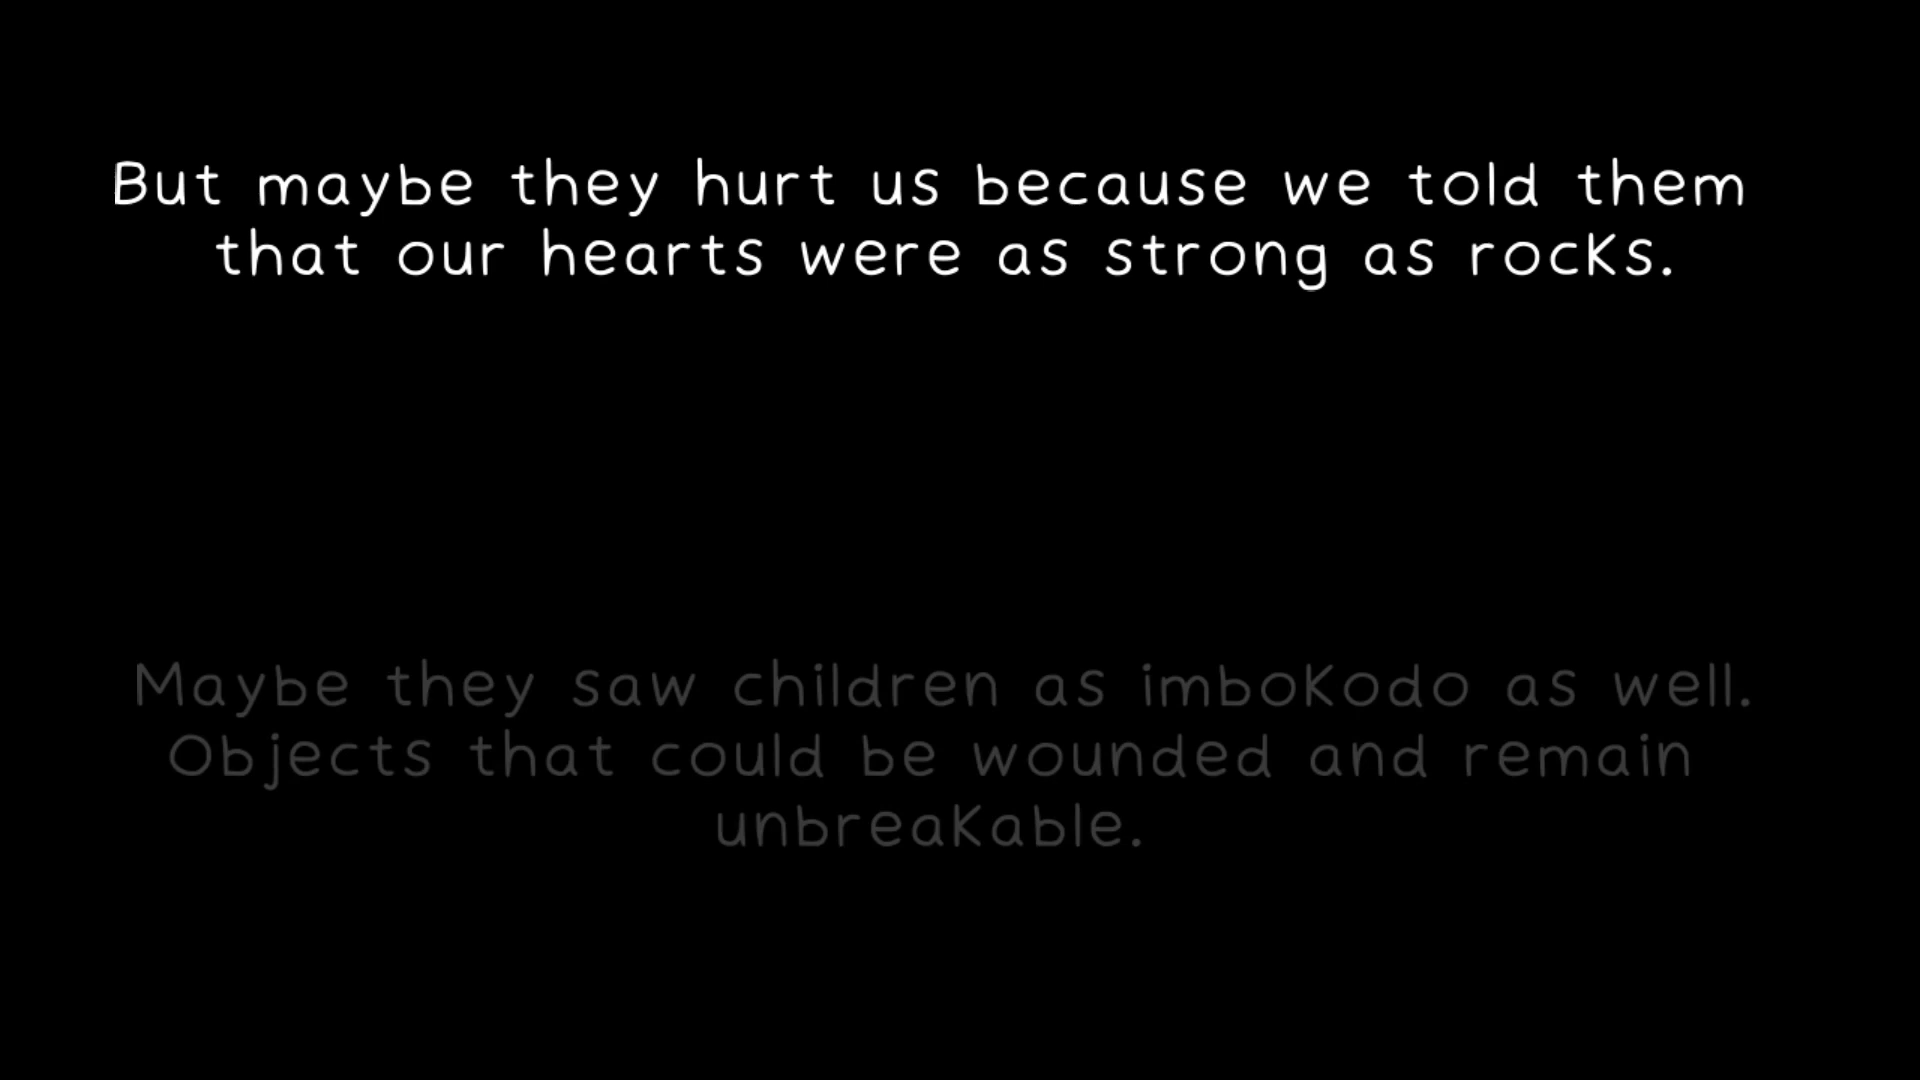 But maybe they hurt us because we told them
that our hearts were as strong as rocks.
Maybe they saw children as imbokodo as well.
Objects that could be wounded and remain
unbreakable.